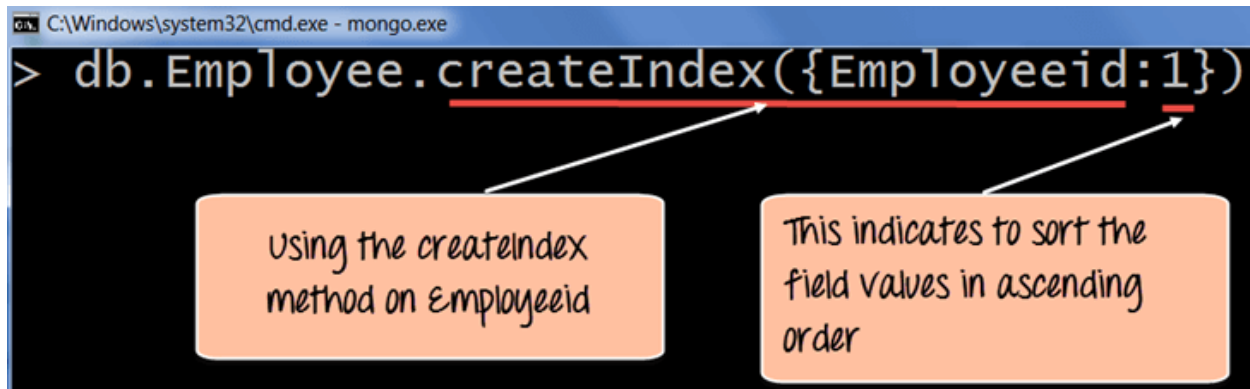 C:\Windows\system32\cmd.exe - mongo.exe
> db.Employee.createIndex({Employeeid:1})
Using the createIndex
method on Employeeid
This indicates to sort the
field values in ascending
order